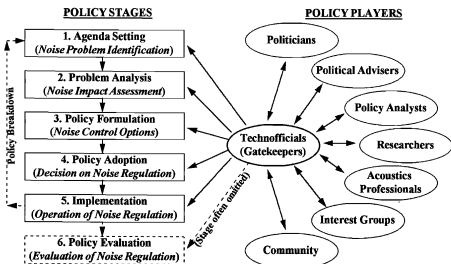 POLICY STAGES
1. Agenda Setting
(Noise Problem Identification)
2. Problem Analysis
(Noise Impact Assessment)
3. Policy Formulation
(Noise Control Options)
4. Policy Adoption
(Decision on Noise Regulation)
5. Implementation
(Operation of Noise Regulation)
6. Policy Evaluation
(Evaluation of Noise Regulation)
Policy Breakdown
(Stage often omitted)
POLICY PLAYERS
Politicians
Political Advisers
Policy Analysts
Technofficials
(Gatekeepers)
Researchers
Acoustics
Professionals
Interest Groups
Community